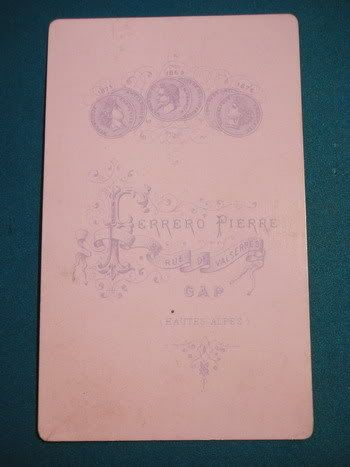 FERRERO PIERRE
RUE DE VALSERRES
GAP
(HAUTES-ALPES)